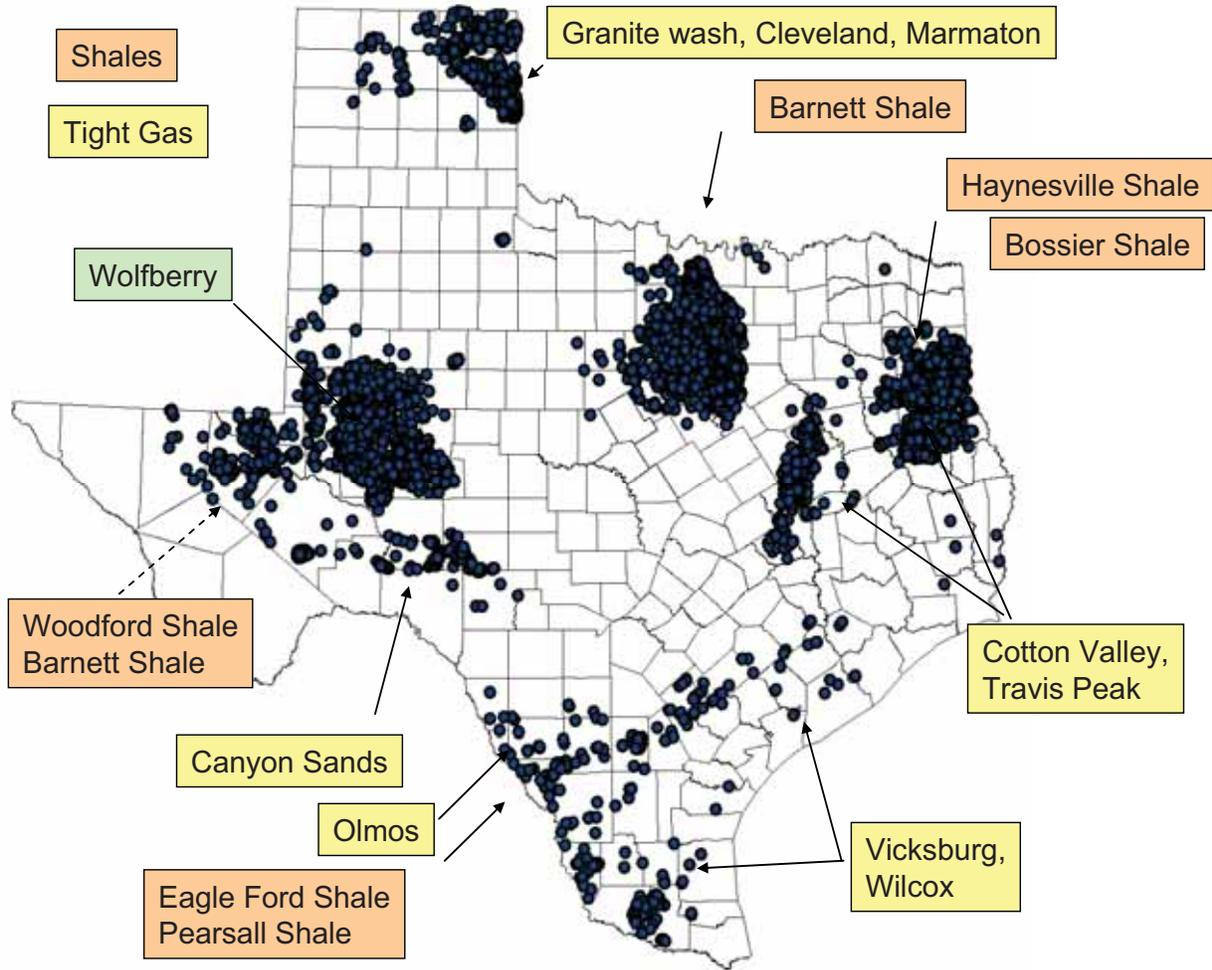 Granite wash, Cleveland, Marmaton
Shales
Barnett Shale
Tight Gas
Haynesville Shale
Bossier Shale
Wolfberry
Woodford Shale
Barnett Shale
Cotton Valley,
Travis Peak
Canyon Sands
Olmos
Vicksburg,
Wilcox
Eagle Ford Shale
Pearsall Shale